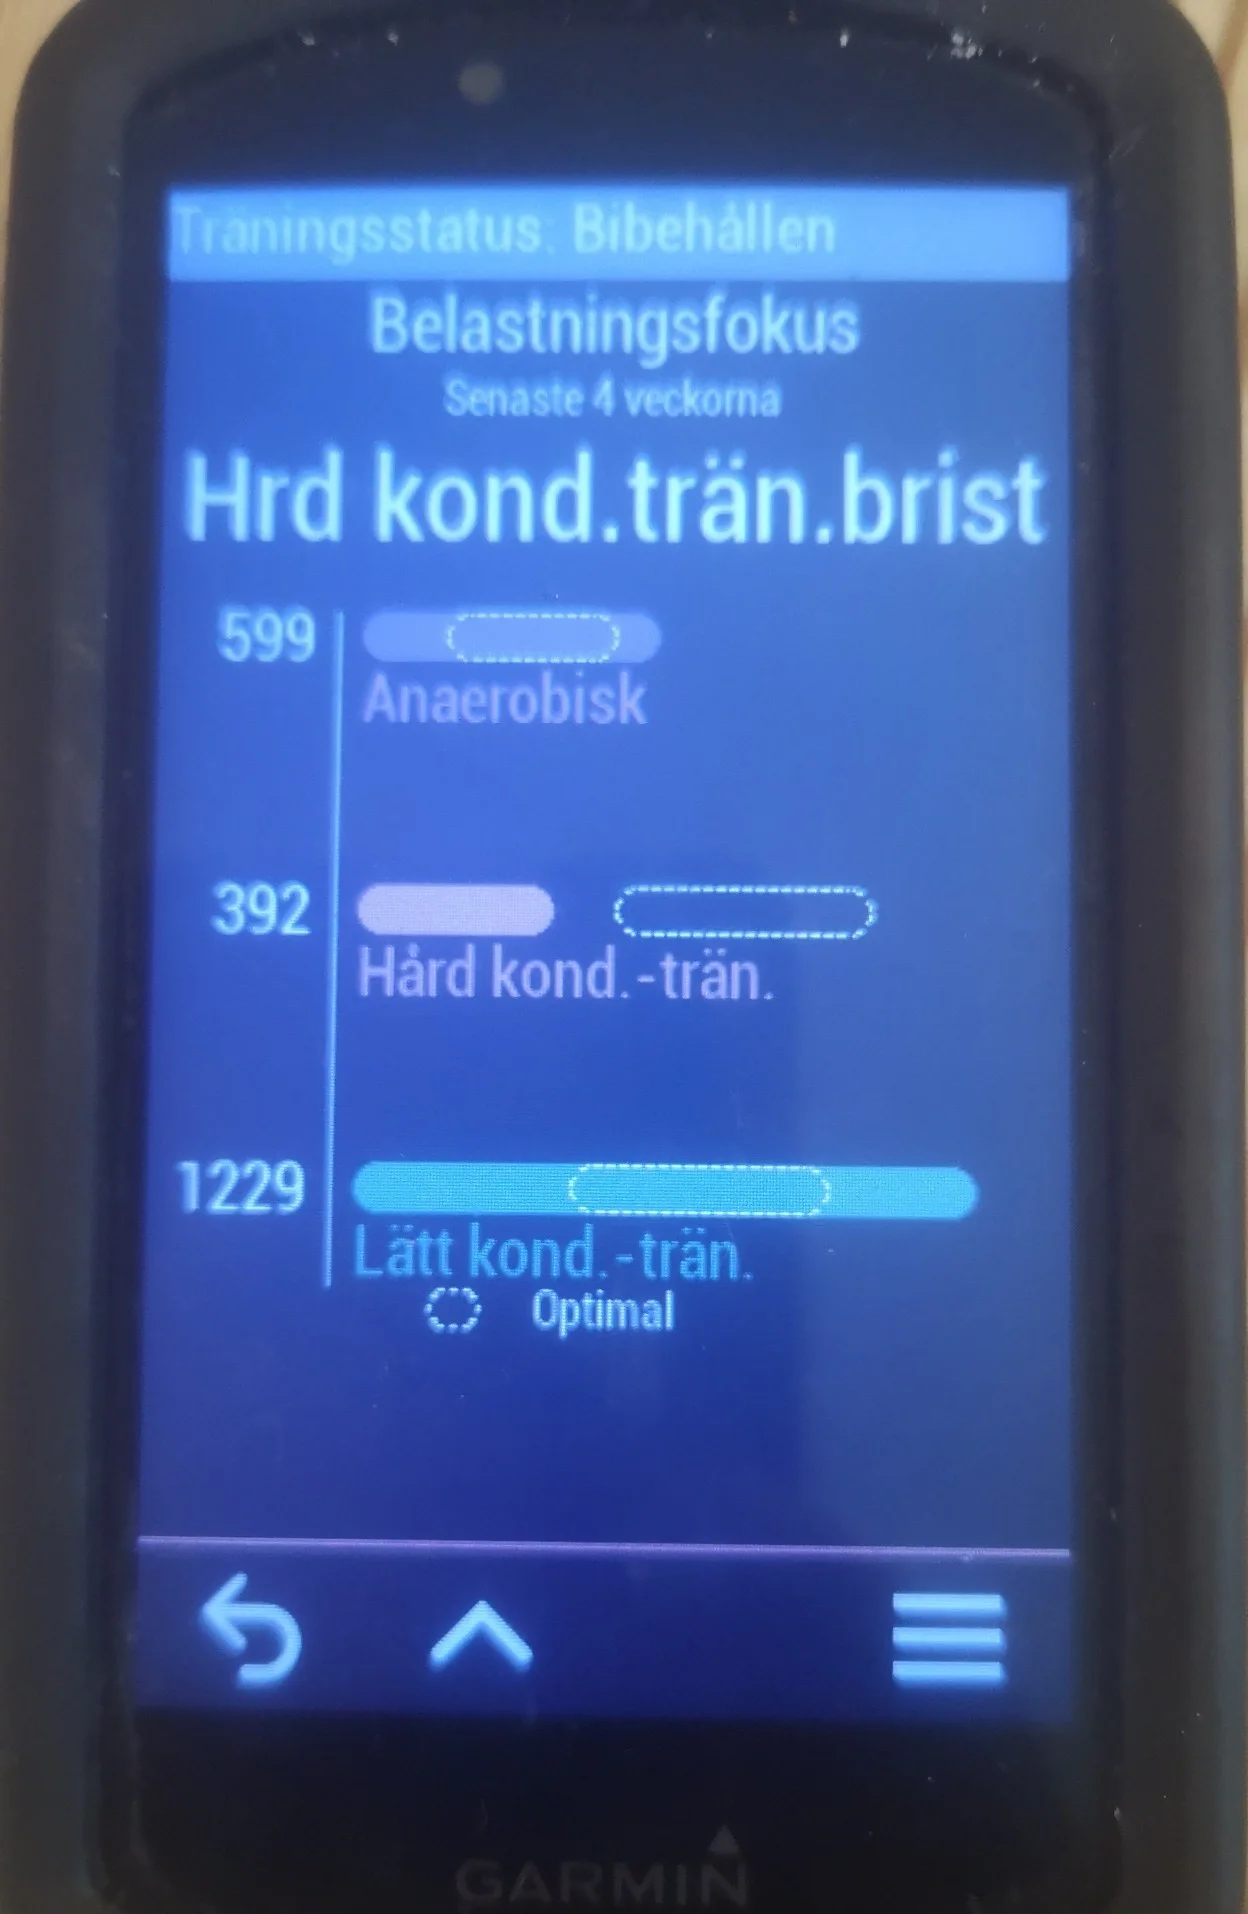 Träningsstatus: Bibehållen
Belastningsfokus
Senaste 4 veckorna
Hrd kond.trän.brist
599
Anaerobisk
392
Hård kond.-trän.
1229
Lätt kond.-trän.
Optimal
GARMIN